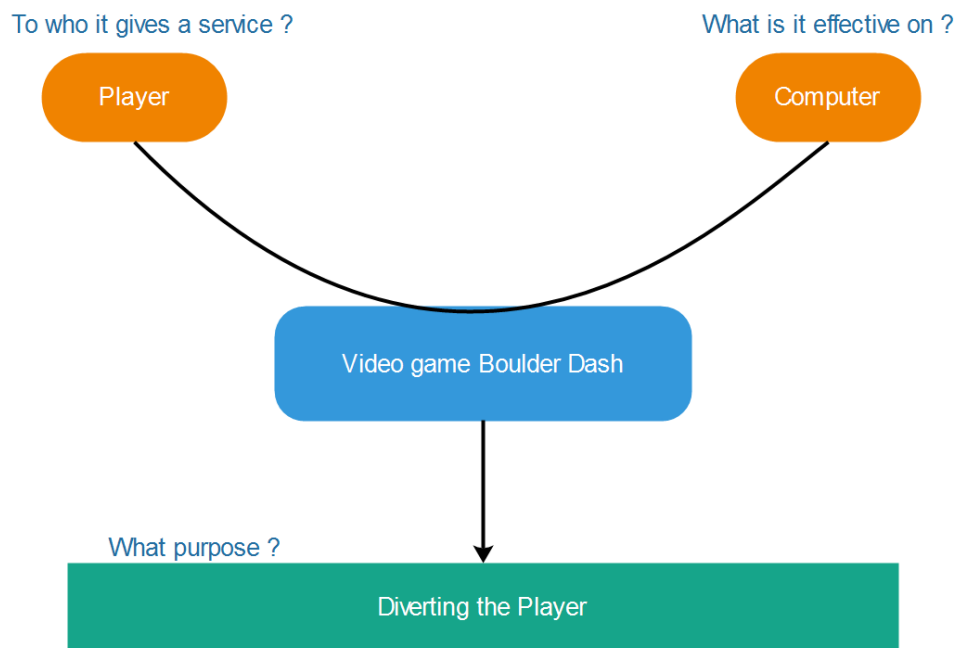 To who it gives a service ?
What is it effective on ?
Player
Computer
Video game Boulder Dash
What purpose ?
Diverting the Player